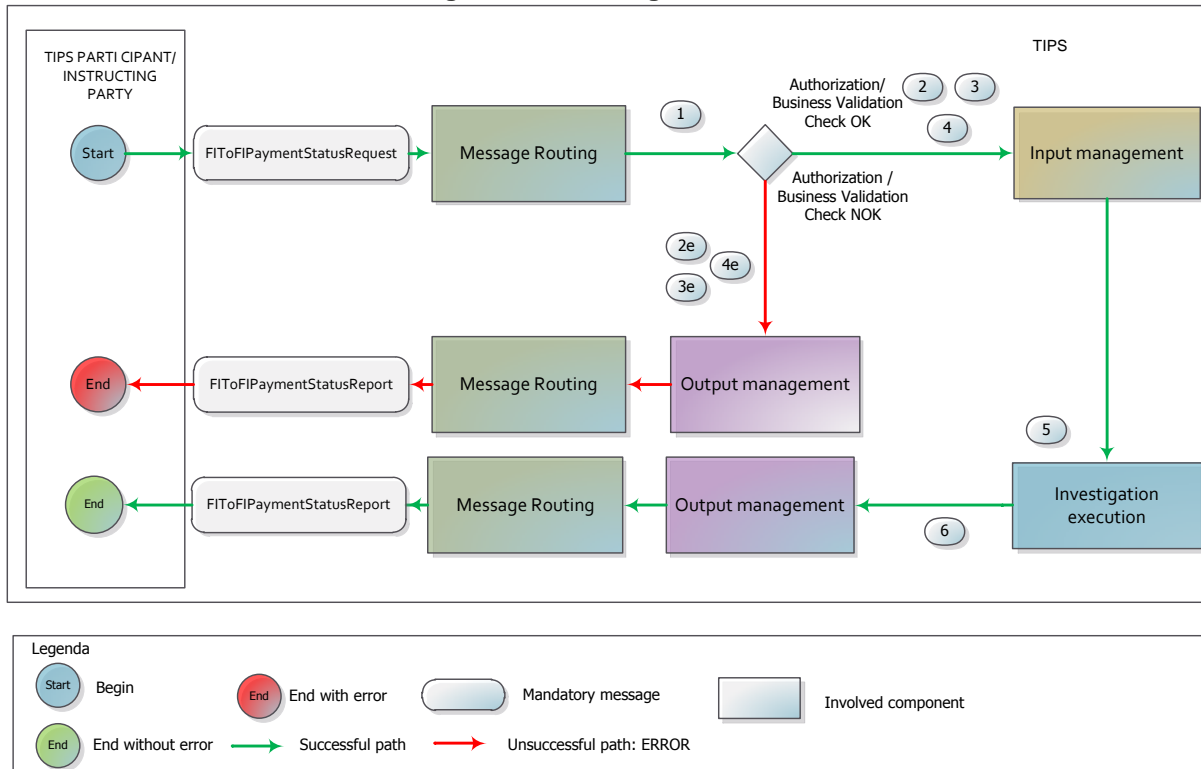 TIPS PARTI CIPANT/
INSTRUCTING
PARTY
TIPS
Start
FIToFIPaymentStatusRequest
Message Routing
1
Authorization/
Business Validation
Check OK
2
3
4
Input management
Authorization /
Business Validation
Check NOK
2e
4e
3e
End
FIToFIPaymentStatusReport
Message Routing
Output management
5
End
FIToFIPaymentStatusReport
Message Routing
Output management
6
Investigation
execution
Legenda
Start
Begin
End
End with error
Mandatory message
Involved component
End
End without error
Successful path
Unsuccessful path: ERROR